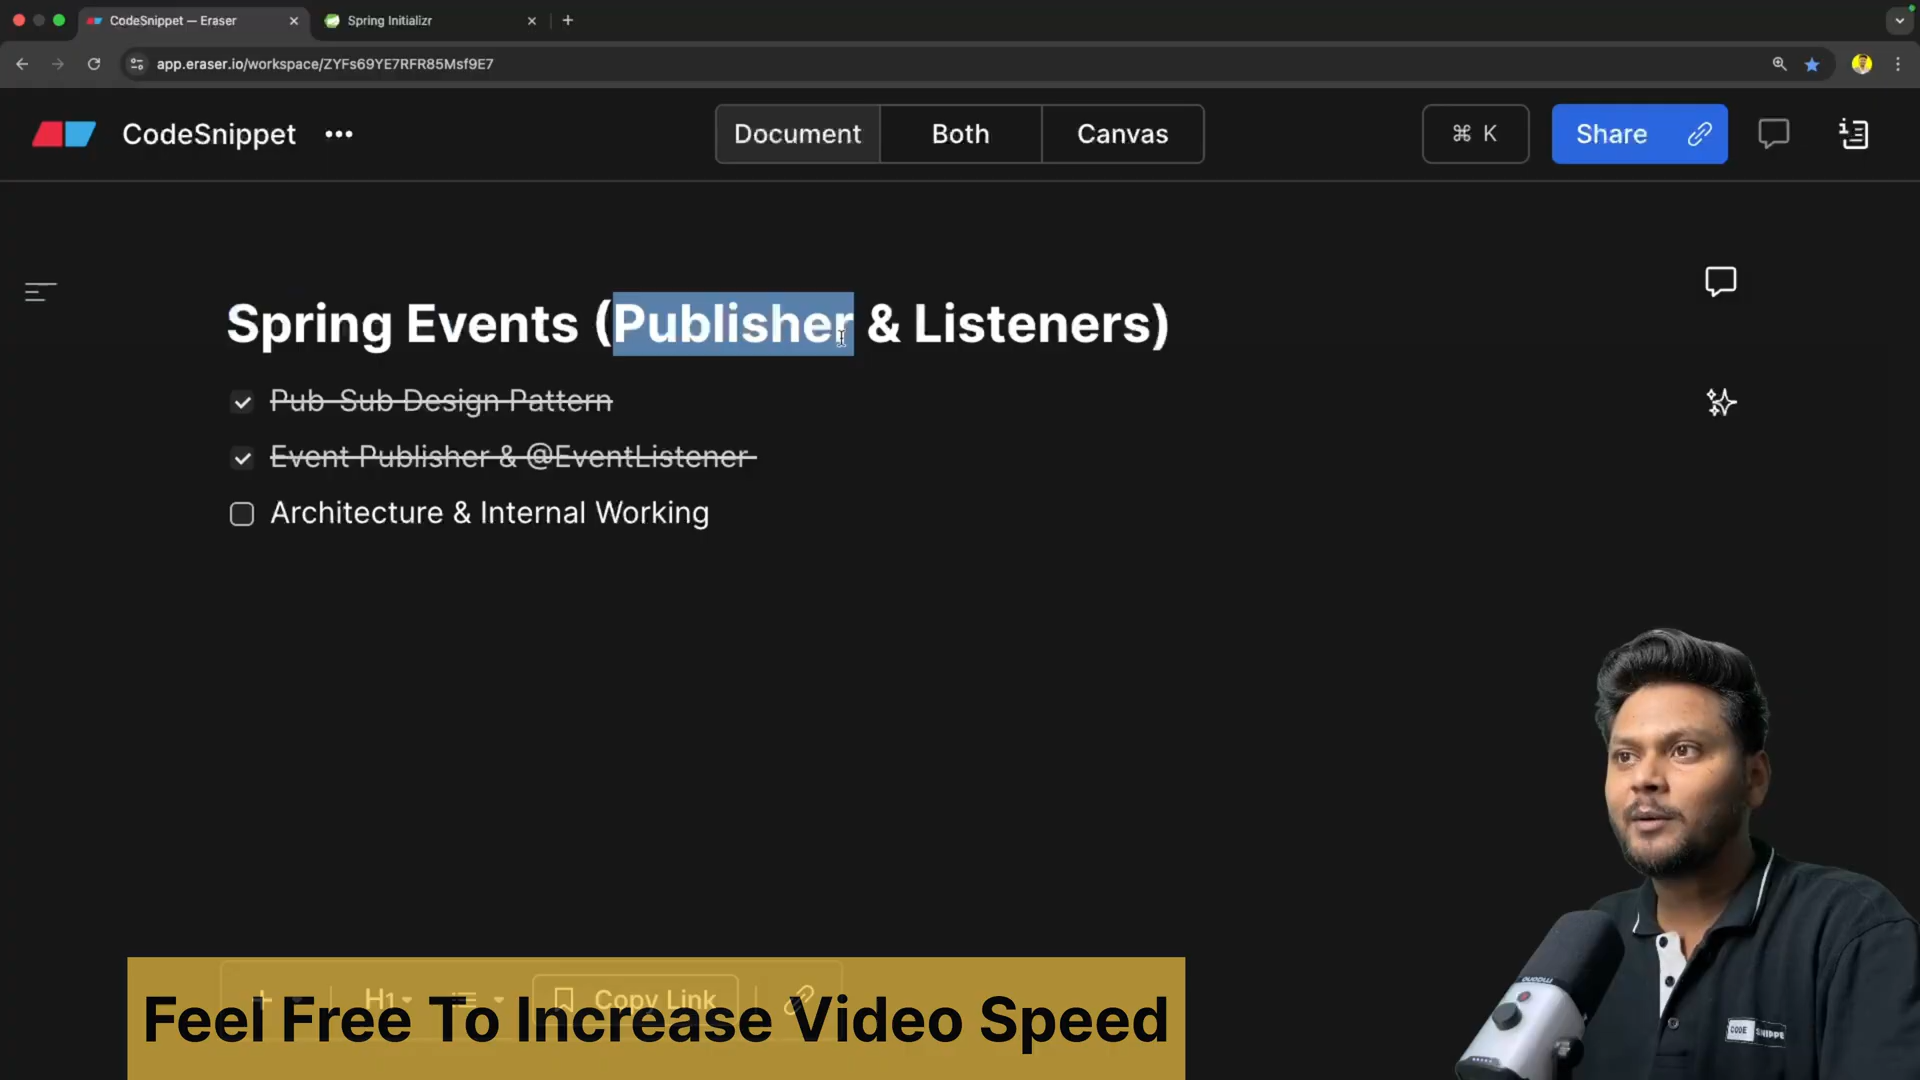 CodeSnippet — Eraser
Spring Initializr
app.eraser.io/workspace/ZYFs69YE7RFR85Msf9E7
CodeSnippet
Document
Both
Canvas
⌘ K
Share
Spring Events (Publisher & Listeners)
Pub-Sub Design Pattern
Event Publisher & @EventListener
Architecture & Internal Working
H1
Copy Link
Feel Free To Increase Video Speed
CODE